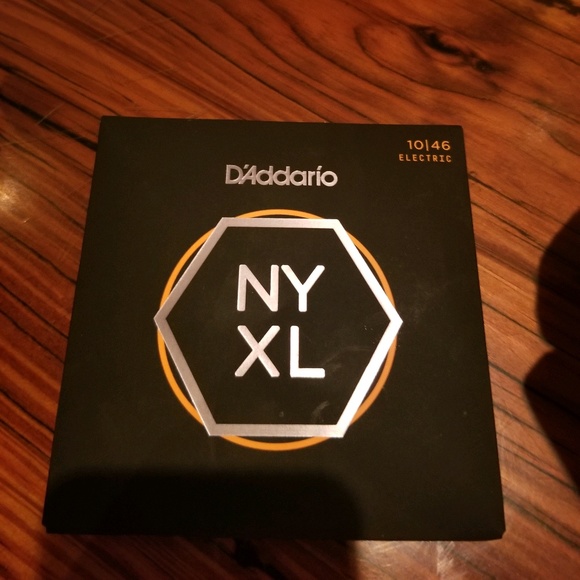 10|46
ELECTRIC
D'Addario
NY
XL